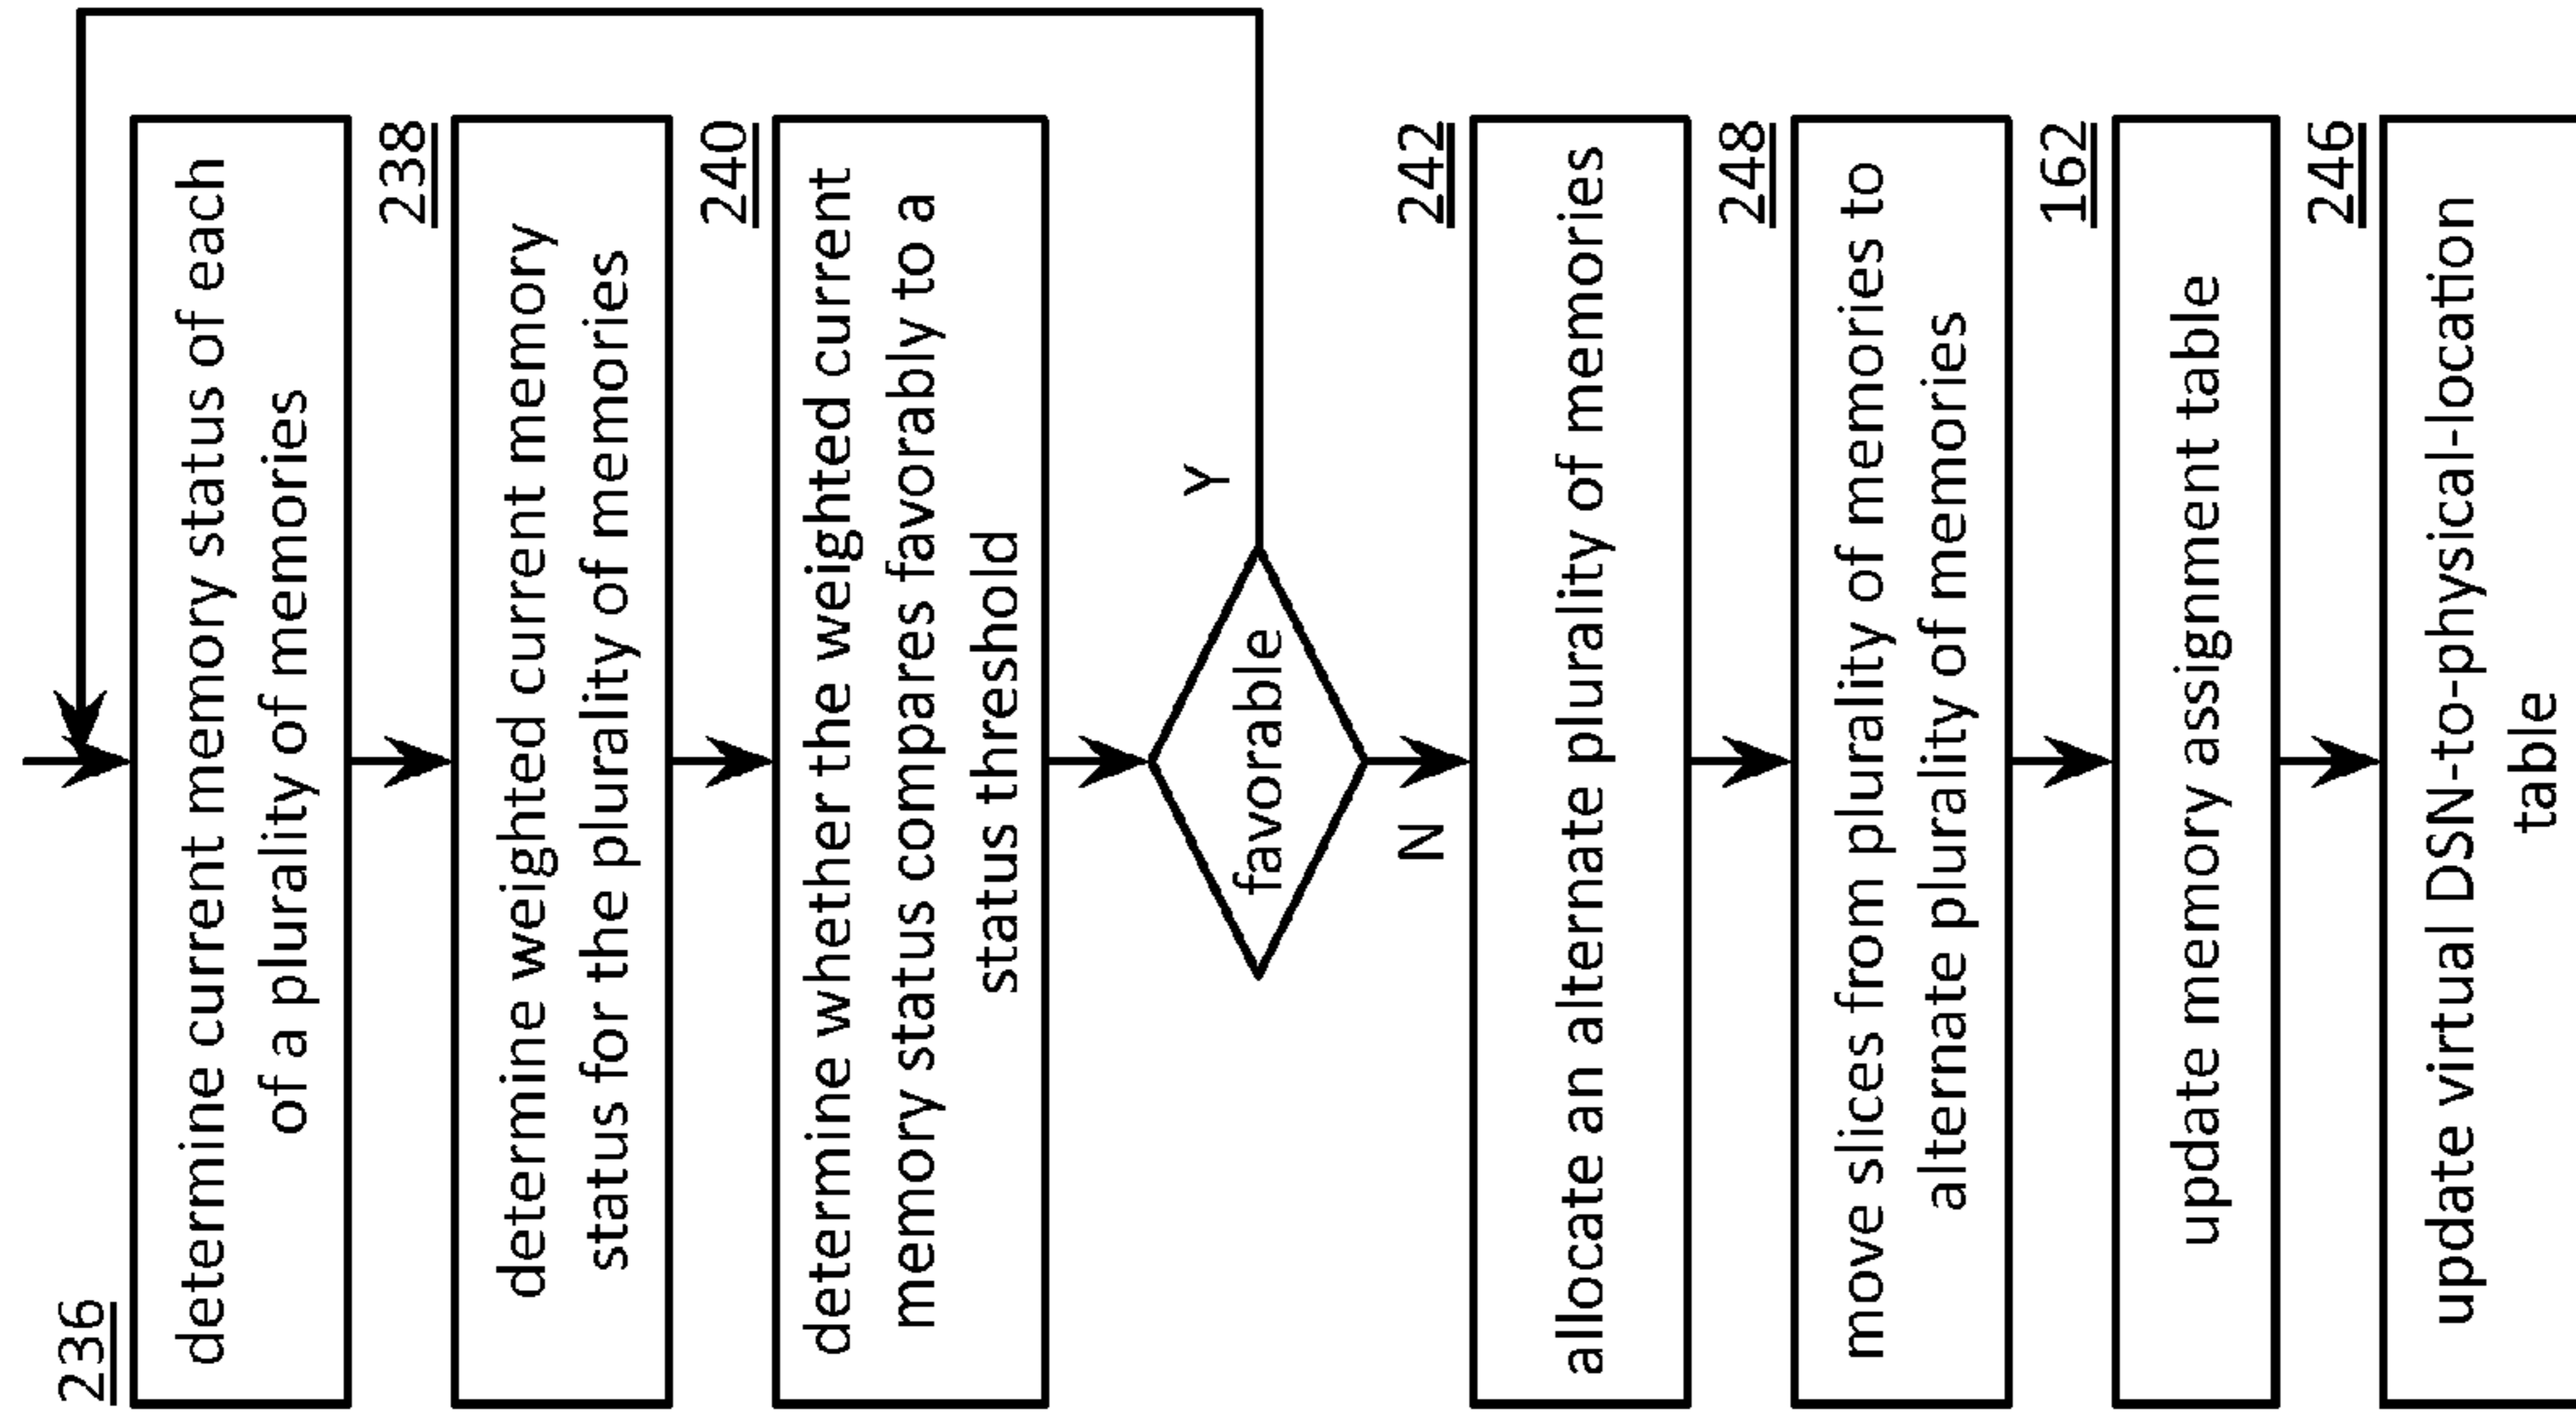 236
determine current memory status of each
of a plurality of memories
238
determine weighted current memory
status for the plurality of memories
240
determine whether the weighted current
memory status compares favorably to a
status threshold
favorable
Y
N
242
allocate an alternate plurality of memories
248
move slices from plurality of memories to
alternate plurality of memories
162
update memory assignment table
246
update virtual DSN-to-physical-location
table